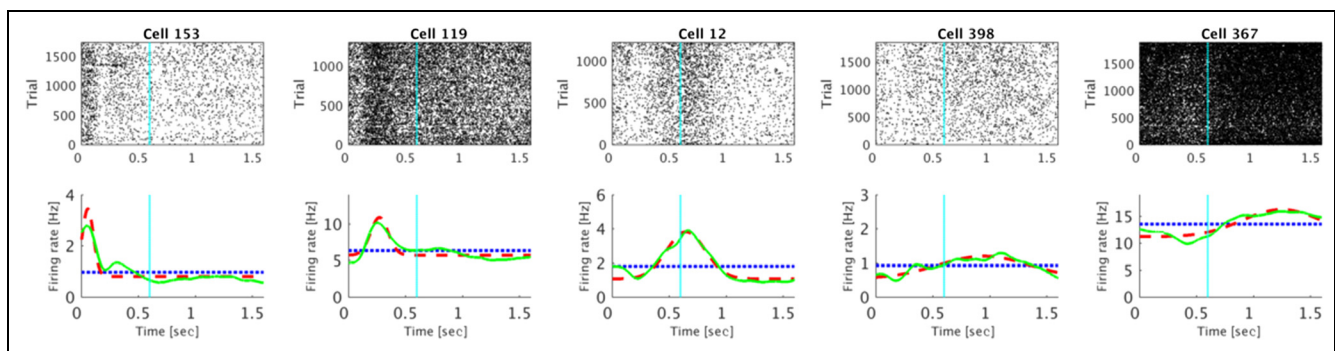 Cell 153 Cell 119 Cell 12 Cell 398 Cell 367
Trial 1500 1000 500 0
Trial 1000 500 0
Trial 1000 500 0
Trial 1500 1000 500 0
Trial 1500 1000 500 0
0 0.5 1 1.5 0 0.5 1 1.5 0 0.5 1 1.5 0 0.5 1 1.5 0 0.5 1 1.5
Firing rate [Hz] 4 2 0
Firing rate [Hz] 10 5 0
Firing rate [Hz] 6 4 2 0
Firing rate [Hz] 3 2 1 0
Firing rate [Hz] 15 10 5 0
0 0.5 1 1.5 0 0.5 1 1.5 0 0.5 1 1.5 0 0.5 1 1.5 0 0.5 1 1.5
Time [sec] Time [sec] Time [sec] Time [sec] Time [sec]